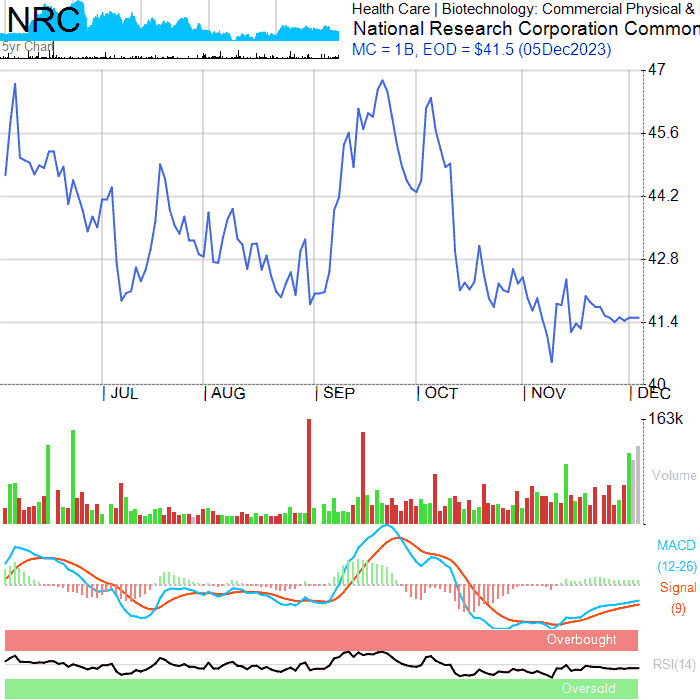 NRC
5yr Chart
Health Care | Biotechnology: Commercial Physical &
National Research Corporation Common
MC = 1B, EOD = $41.5 (05Dec2023)
47
45.6
44.2
42.8
41.4
40
| JUL | AUG | SEP | OCT | NOV | DEC
163k
Volume
MACD
(12-26)
Signal
(9)
Overbought
RSI(14)
Oversold